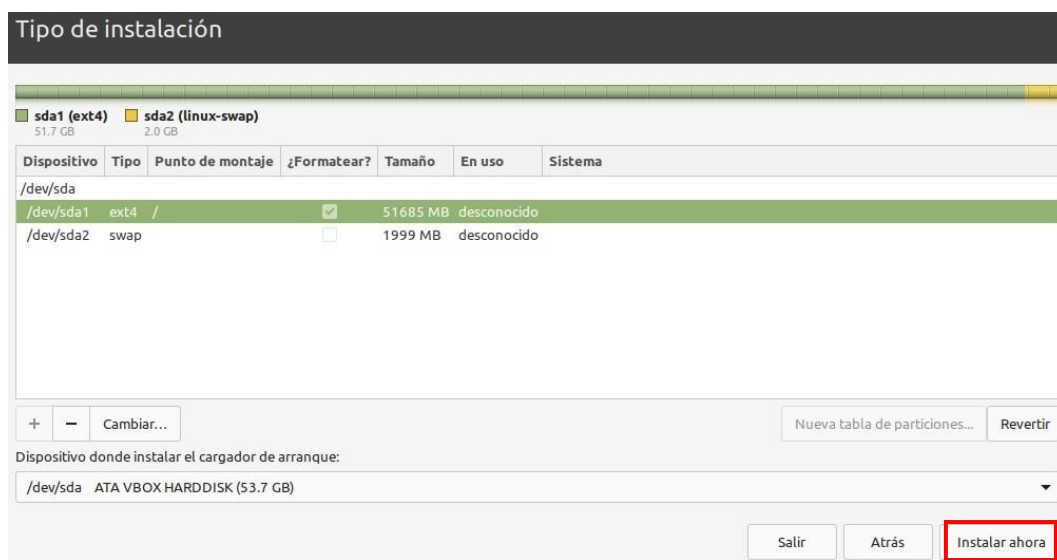 Tipo de instalación
sda1 (ext4) sda2 (linux-swap)
51.7 GB 2.0 GB
Dispositivo Tipo Punto de montaje ¿Formatear? Tamaño En uso Sistema
/dev/sda
/dev/sda1 ext4 / 51685 MB desconocido
/dev/sda2 swap 1999 MB desconocido
+ − Cambiar... Nueva tabla de particiones... Revertir
Dispositivo donde instalar el cargador de arranque:
/dev/sda ATA VBOX HARDDISK (53.7 GB)
Salir Atrás Instalar ahora